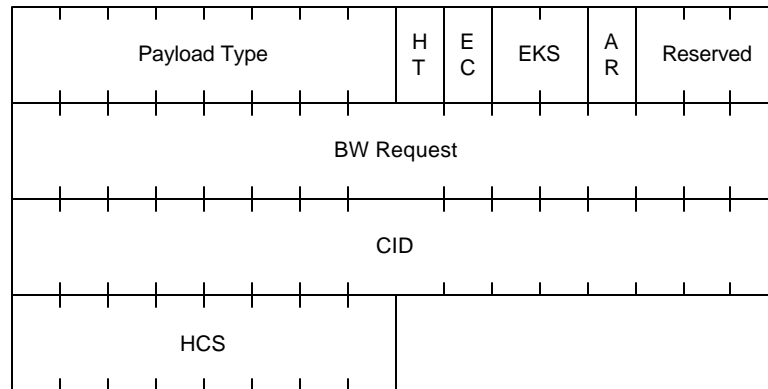 Payload Type
H
T
E
C
EKS
A
R
Reserved
BW Request
CID
HCS